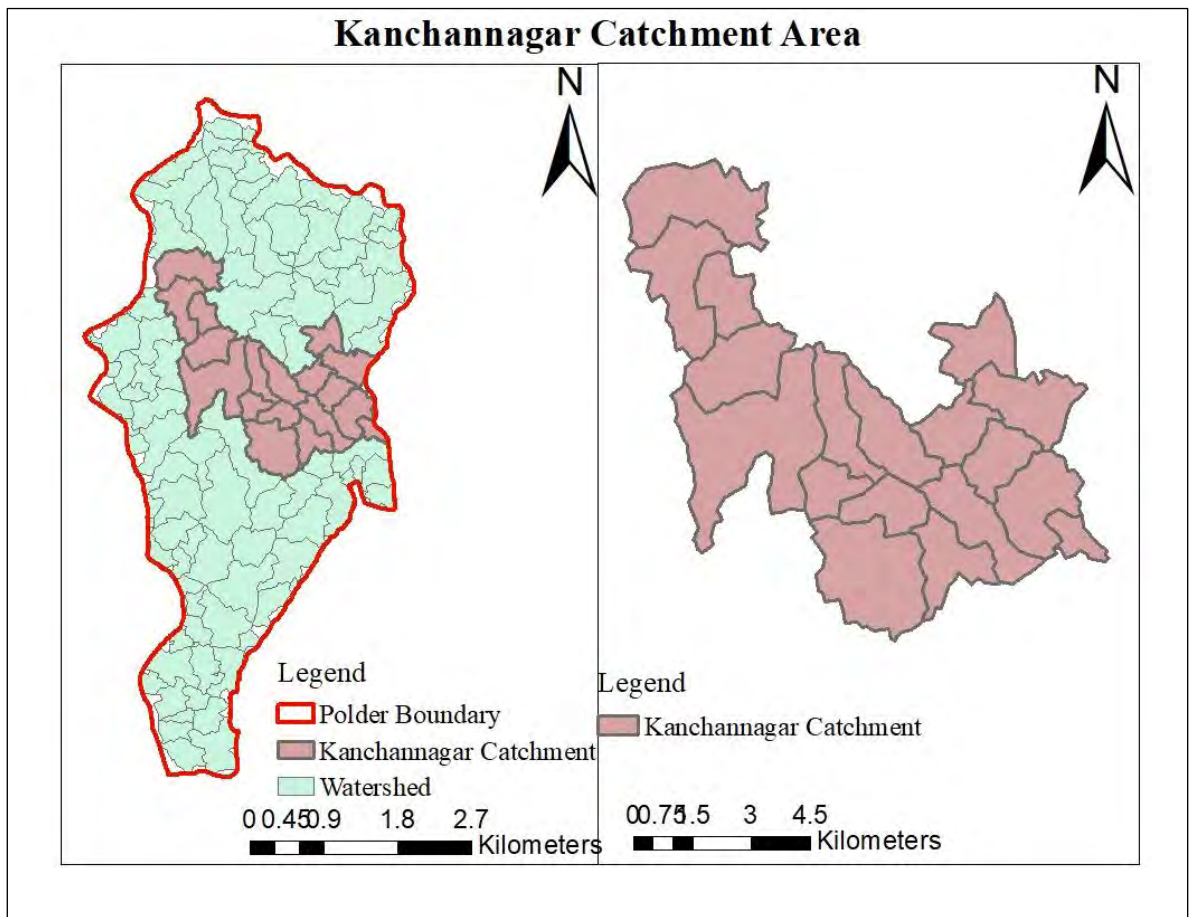 Kanchannagar Catchment Area
N
Legend
Polder Boundary
Kanchannagar Catchment
Watershed
0 0.45 0.9 1.8 2.7
Kilometers
N
Legend
Kanchannagar Catchment
0 0.75 1.5 3 4.5
Kilometers